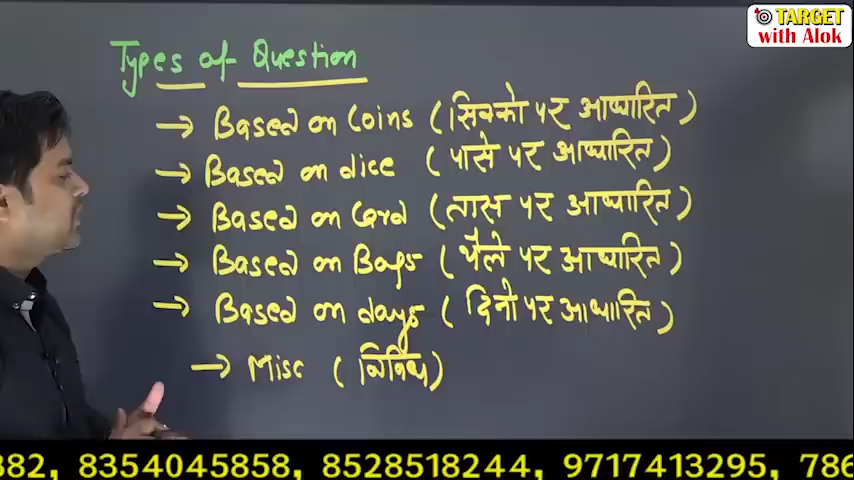 TARGET
with Alok
Types of Question
→ Based on Coins (सिक्को पर आधारित)
→ Based on dice (पासे पर आधारित)
→ Based on Card (तास पर आधारित)
→ Based on Bags (थैले पर आधारित)
→ Based on days (दिनो पर आधारित)
→ Misc (विविध)
882, 8354045858, 8528518244, 9717413295, 786